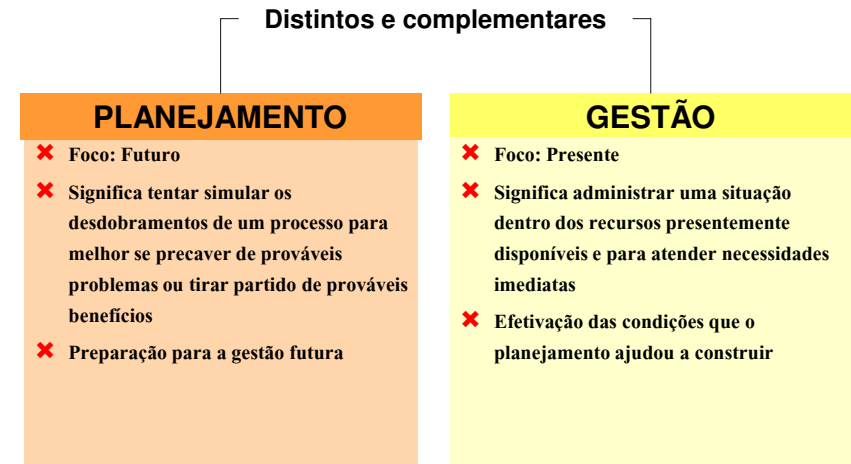 Distintos e complementares
PLANEJAMENTO
Foco: Futuro
Significa tentar simular os
desdobramentos de um processo para
melhor se precaver de prováveis
problemas ou tirar partido de prováveis
benefícios
Preparação para a gestão futura
GESTÃO
Foco: Presente
Significa administrar uma situação
dentro dos recursos presentemente
disponíveis e para atender necessidades
imediatas
Efetivação das condições que o
planejamento ajudou a construir